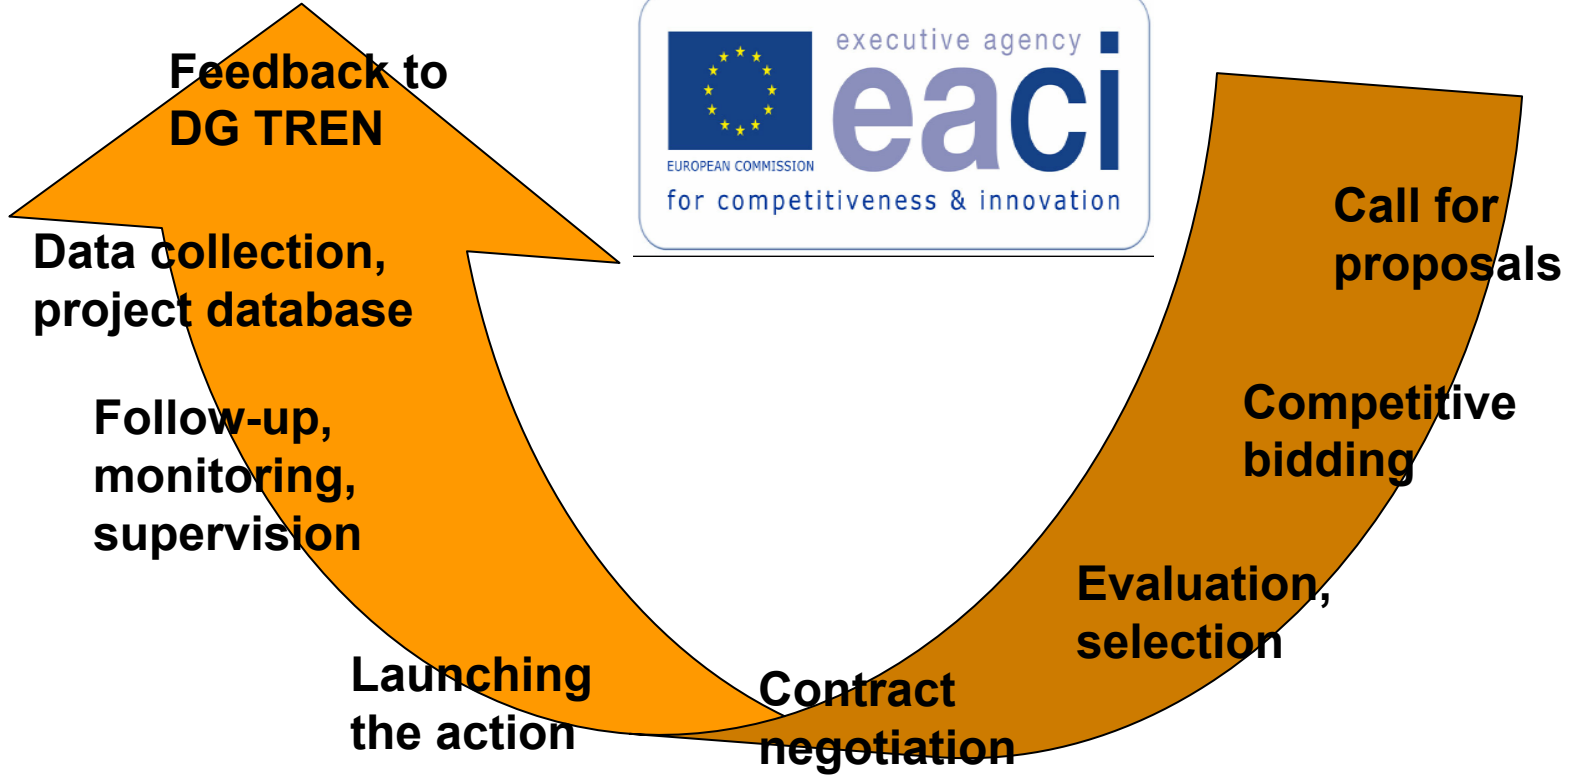 Feedback to
DG TREN
executive agency
eaci
EUROPEAN COMMISSION
for competitiveness & innovation
Call for
proposals
Data collection,
project database
Competitive
bidding
Follow-up,
monitoring,
supervision
Evaluation,
selection
Launching
the action
Contract
negotiation